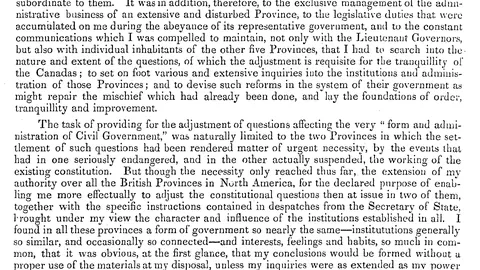 subordinate to them. It was in addition, therefore, to the exclusive management of the admi-
nistrative business of an extensive and disturbed Province, to the legislative duties that were
accumulated on me during the abeyance of its representative government, and to the constant
communications which I was compelled to maintain, not only with the Lieutenant Governors,
but also with individual inhabitants of the other five Provinces, that I had to search into the
nature and extent of the questions, of which the adjustment is requisite for the tranquillity of
the Canadas; to set on foot various and extensive inquiries into the institutions and adminis-
tration of those Provinces; and to devise such reforms in the system of their government as
might repair the mischief which had already been done, and lay the foundations of order,
tranquillity and improvement.
The task of providing for the adjustment of questions affecting the very "form and admi-
nistration of Civil Government," was naturally limited to the two Provinces in which the set-
tlement of such questions had been rendered matter of urgent necessity, by the events that
had in one seriously endangered, and in the other actually suspended, the working of the
existing constitution. But though the necessity only reached thus far, the extension of my
authority over all the British Provinces in North America, for the declared purpose of enab-
ling me more effectually to adjust the constitutional questions then at issue in two of them,
together with the specific instructions contained in despatches from the Secretary of State,
brought under my view the character and influence of the institutions established in all. I
found in all these provinces a form of government so nearly the same—institututions generally
so similar, and occasionally so connected—and interests, feelings and habits, so much in com-
mon, that it was obvious, at the first glance, that my conclusions would be formed without a
proper use of the materials at my disposal, unless my inquiries were as extended as my power